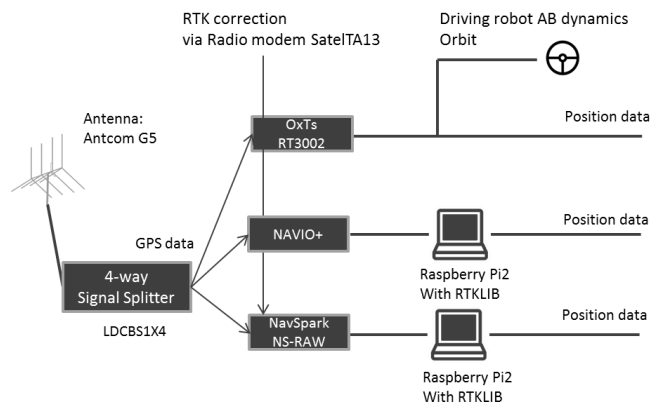 RTK correction
via Radio modem SatelTA13
Driving robot AB dynamics
Orbit
Antenna:
Antcom G5
OxTs
RT3002
Position data
GPS data
NAVIO+
Position data
4-way
Signal Splitter
Raspberry Pi2
With RTKLIB
LDCBS1X4
NavSpark
NS-RAW
Position data
Raspberry Pi2
With RTKLIB